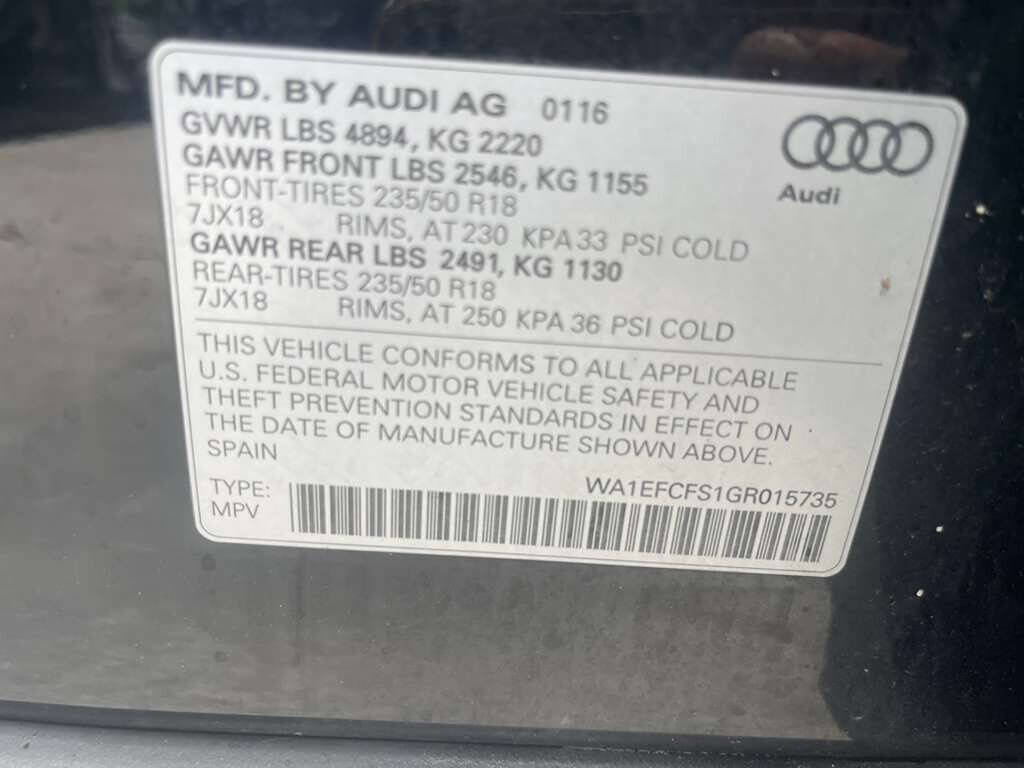 MFD. BY AUDI AG 0116
GVWR LBS 4894, KG 2220
GAWR FRONT LBS 2546, KG 1155
FRONT-TIRES 235/50 R18
7JX18 RIMS, AT 230 KPA 33 PSI COLD
GAWR REAR LBS 2491, KG 1130
REAR-TIRES 235/50 R18
7JX18 RIMS, AT 250 KPA 36 PSI COLD
Audi
THIS VEHICLE CONFORMS TO ALL APPLICABLE
U.S. FEDERAL MOTOR VEHICLE SAFETY AND
THEFT PREVENTION STANDARDS IN EFFECT ON
THE DATE OF MANUFACTURE SHOWN ABOVE.
SPAIN
WA1EFCFS1GR015735
TYPE:
MPV